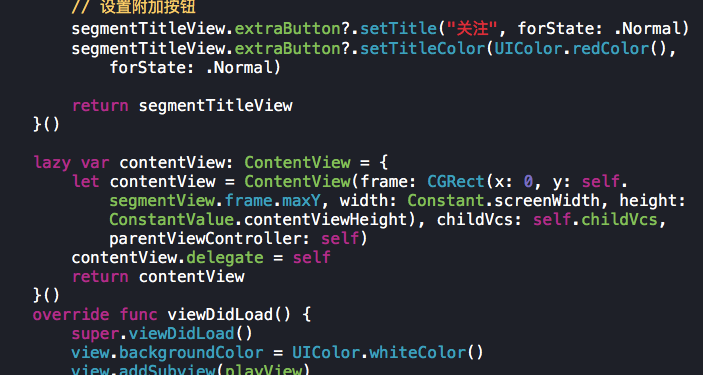 // 设置附加按钮
segmentTitleView.extraButton?.setTitle("关注", forState: .Normal)
segmentTitleView.extraButton?.setTitleColor(UIColor.redColor(),
forState: .Normal)
return segmentTitleView
}()
lazy var contentView: ContentView = {
let contentView = ContentView(frame: CGRect(x: 0, y: self.
segmentView.frame.maxY, width: Constant.screenWidth, height:
ConstantValue.contentViewHeight), childVcs: self.childVcs,
parentViewController: self)
contentView.delegate = self
return contentView
}()
override func viewDidLoad() {
super.viewDidLoad()
view.backgroundColor = UIColor.whiteColor()
view.addSubview(playView)